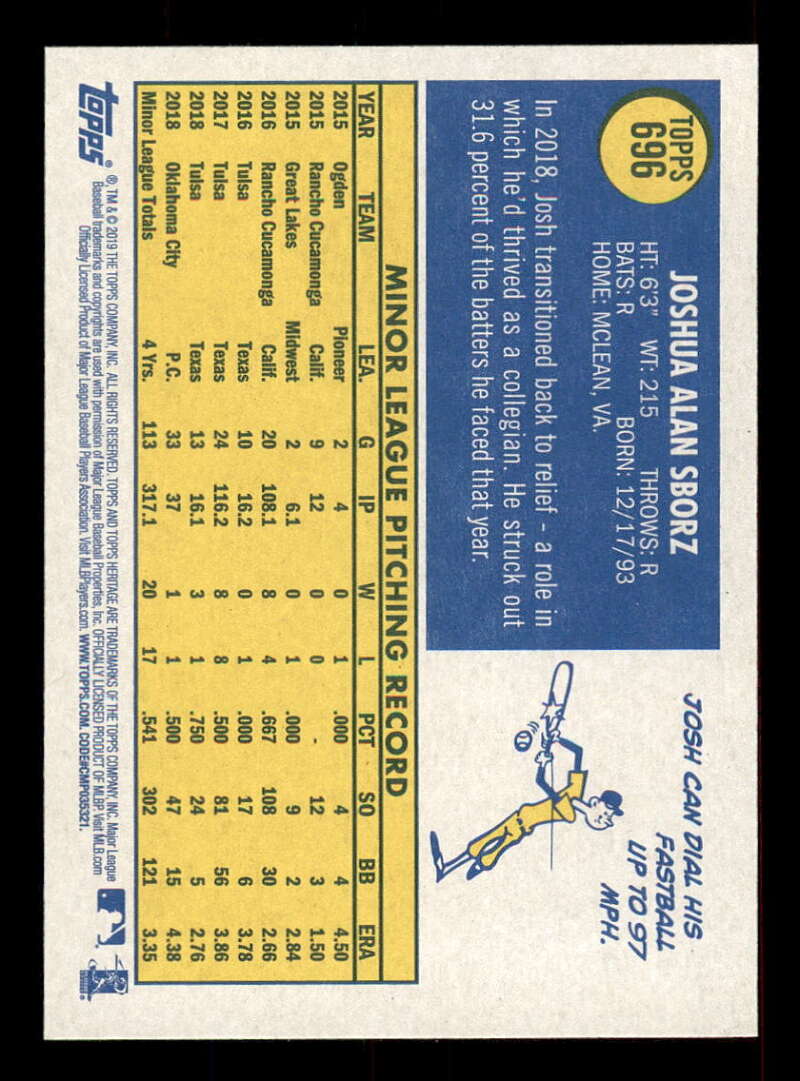 TOPPS
696
JOSHUA ALAN SBORZ
HT: 6'3" WT: 215 THROWS: R
BATS: R BORN: 12/17/93
HOME: MCLEAN, VA.
In 2018, Josh transitioned back to relief – a role in
which he'd thrived as a collegian. He struck out
31.6 percent of the batters he faced that year.
JOSH CAN DIAL HIS
FASTBALL
UP TO 97
MPH.
MINOR LEAGUE PITCHING RECORD
YEAR TEAM LEA. G IP W L PCT SO BB ERA
2015 Ogden Pioneer 2 4 0 1 .000 4 4 4.50
2015 Rancho Cucamonga Calif. 9 12 0 0 - 12 3 1.50
2015 Great Lakes Midwest 2 6.1 0 1 .000 9 2 2.84
2016 Rancho Cucamonga Calif. 20 108.1 8 4 .667 108 30 2.66
2016 Tulsa Texas 10 16.2 0 1 .000 17 6 3.78
2017 Tulsa Texas 24 116.2 8 8 .500 81 56 3.86
2018 Tulsa Texas 13 16.1 3 1 .750 24 5 2.76
2018 Oklahoma City P.C. 33 37 1 1 .500 47 15 4.38
Minor League Totals 4 Yrs. 113 317.1 20 17 .541 302 121 3.35
topps®
®, TM & © 2019 THE TOPPS COMPANY, INC. ALL RIGHTS RESERVED. TOPPS AND TOPPS HERITAGE ARE TRADEMARKS OF THE TOPPS COMPANY, INC. Major League
Baseball trademarks and copyrights are used with permission of Major League Baseball Properties, Inc. OFFICIALLY LICENSED PRODUCT OF MLBP. Visit MLB.com
Officially Licensed Product of Major League Baseball Players Association. Visit MLBPlayers.com. WWW.TOPPS.COM. CODE#CMP035321.